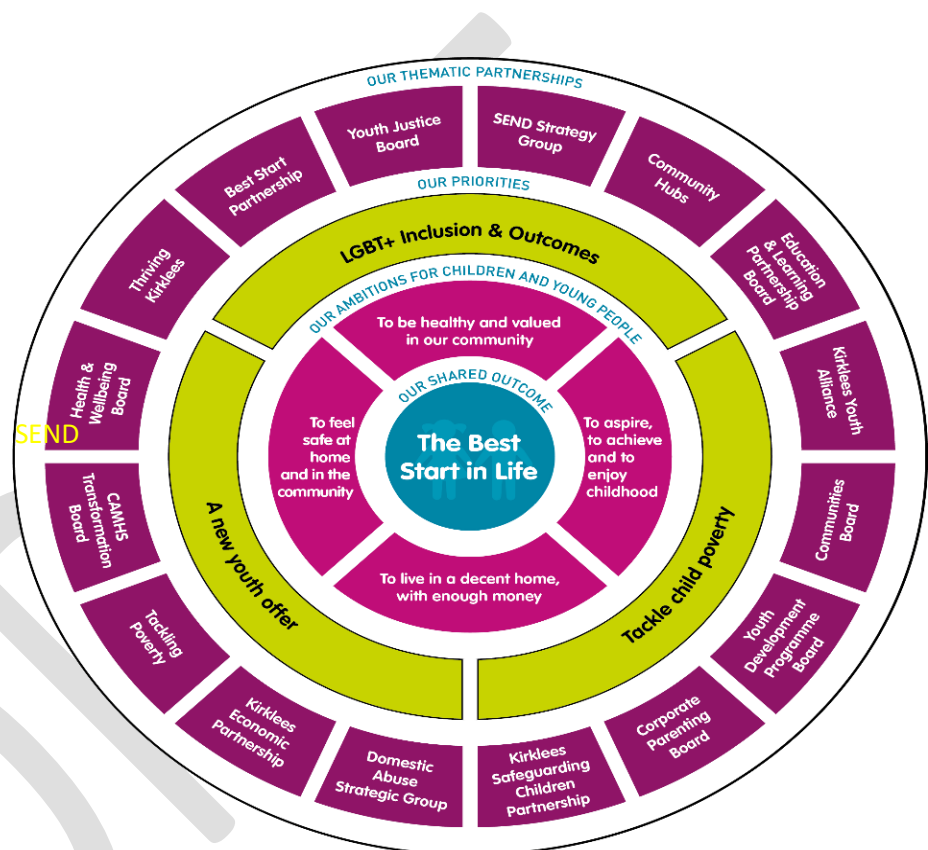 OUR THEMATIC PARTNERSHIPS
Youth Justice
Board
SEND Strategy
Group
Community
Hubs
Education
& Learning
Partnership
Board
Kirklees Youth
Alliance
Communities
Board
Youth
Development
Programme
Board
Corporate
Parenting
Board
Kirklees
Safeguarding
Children
Partnership
Domestic
Abuse
Strategic Group
Kirklees
Economic
Partnership
Tackling
Poverty
CAMHS
Transformation
Board
Health &
Wellbeing
Board
SEND
Thriving
Kirklees
Best Start
Partnership
OUR PRIORITIES
LGBT+ Inclusion & Outcomes
Tackle child poverty
A new youth offer
OUR AMBITIONS FOR CHILDREN AND YOUNG PEOPLE
To be healthy and valued
in our community
To aspire,
to achieve
and to
enjoy
childhood
To live in a decent home,
with enough money
To feel
safe at
home
and in the
community
OUR SHARED OUTCOME
The Best
Start in Life